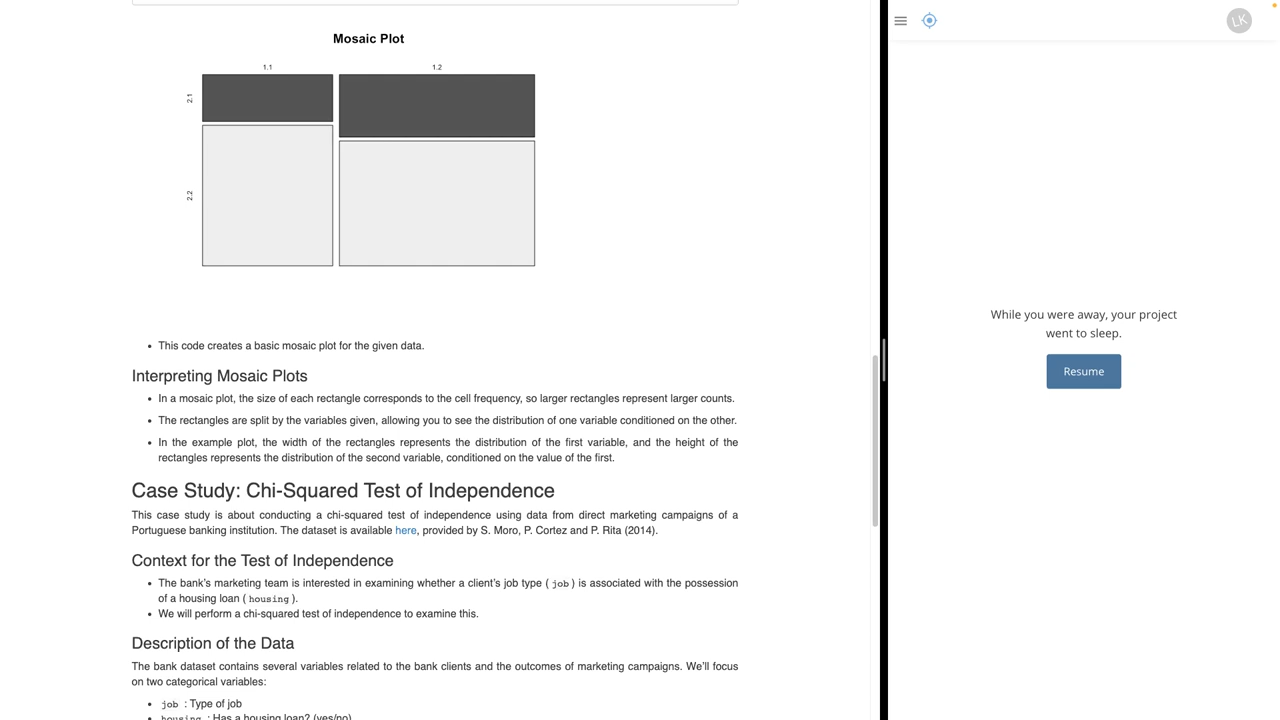 Mosaic Plot
1.1 1.2
2.1
2.2
• This code creates a basic mosaic plot for the given data.
Interpreting Mosaic Plots
• In a mosaic plot, the size of each rectangle corresponds to the cell frequency, so larger rectangles represent larger counts.
• The rectangles are split by the variables given, allowing you to see the distribution of one variable conditioned on the other.
• In the example plot, the width of the rectangles represents the distribution of the first variable, and the height of the
rectangles represents the distribution of the second variable, conditioned on the value of the first.
Case Study: Chi-Squared Test of Independence
This case study is about conducting a chi-squared test of independence using data from direct marketing campaigns of a
Portuguese banking institution. The dataset is available here, provided by S. Moro, P. Cortez and P. Rita (2014).
Context for the Test of Independence
• The bank's marketing team is interested in examining whether a client's job type ( job ) is associated with the possession
of a housing loan ( housing ).
• We will perform a chi-squared test of independence to examine this.
Description of the Data
The bank dataset contains several variables related to the bank clients and the outcomes of marketing campaigns. We'll focus
on two categorical variables:
• job : Type of job
• housing : Has a housing loan? (yes/no)
LK
While you were away, your project
went to sleep.
Resume